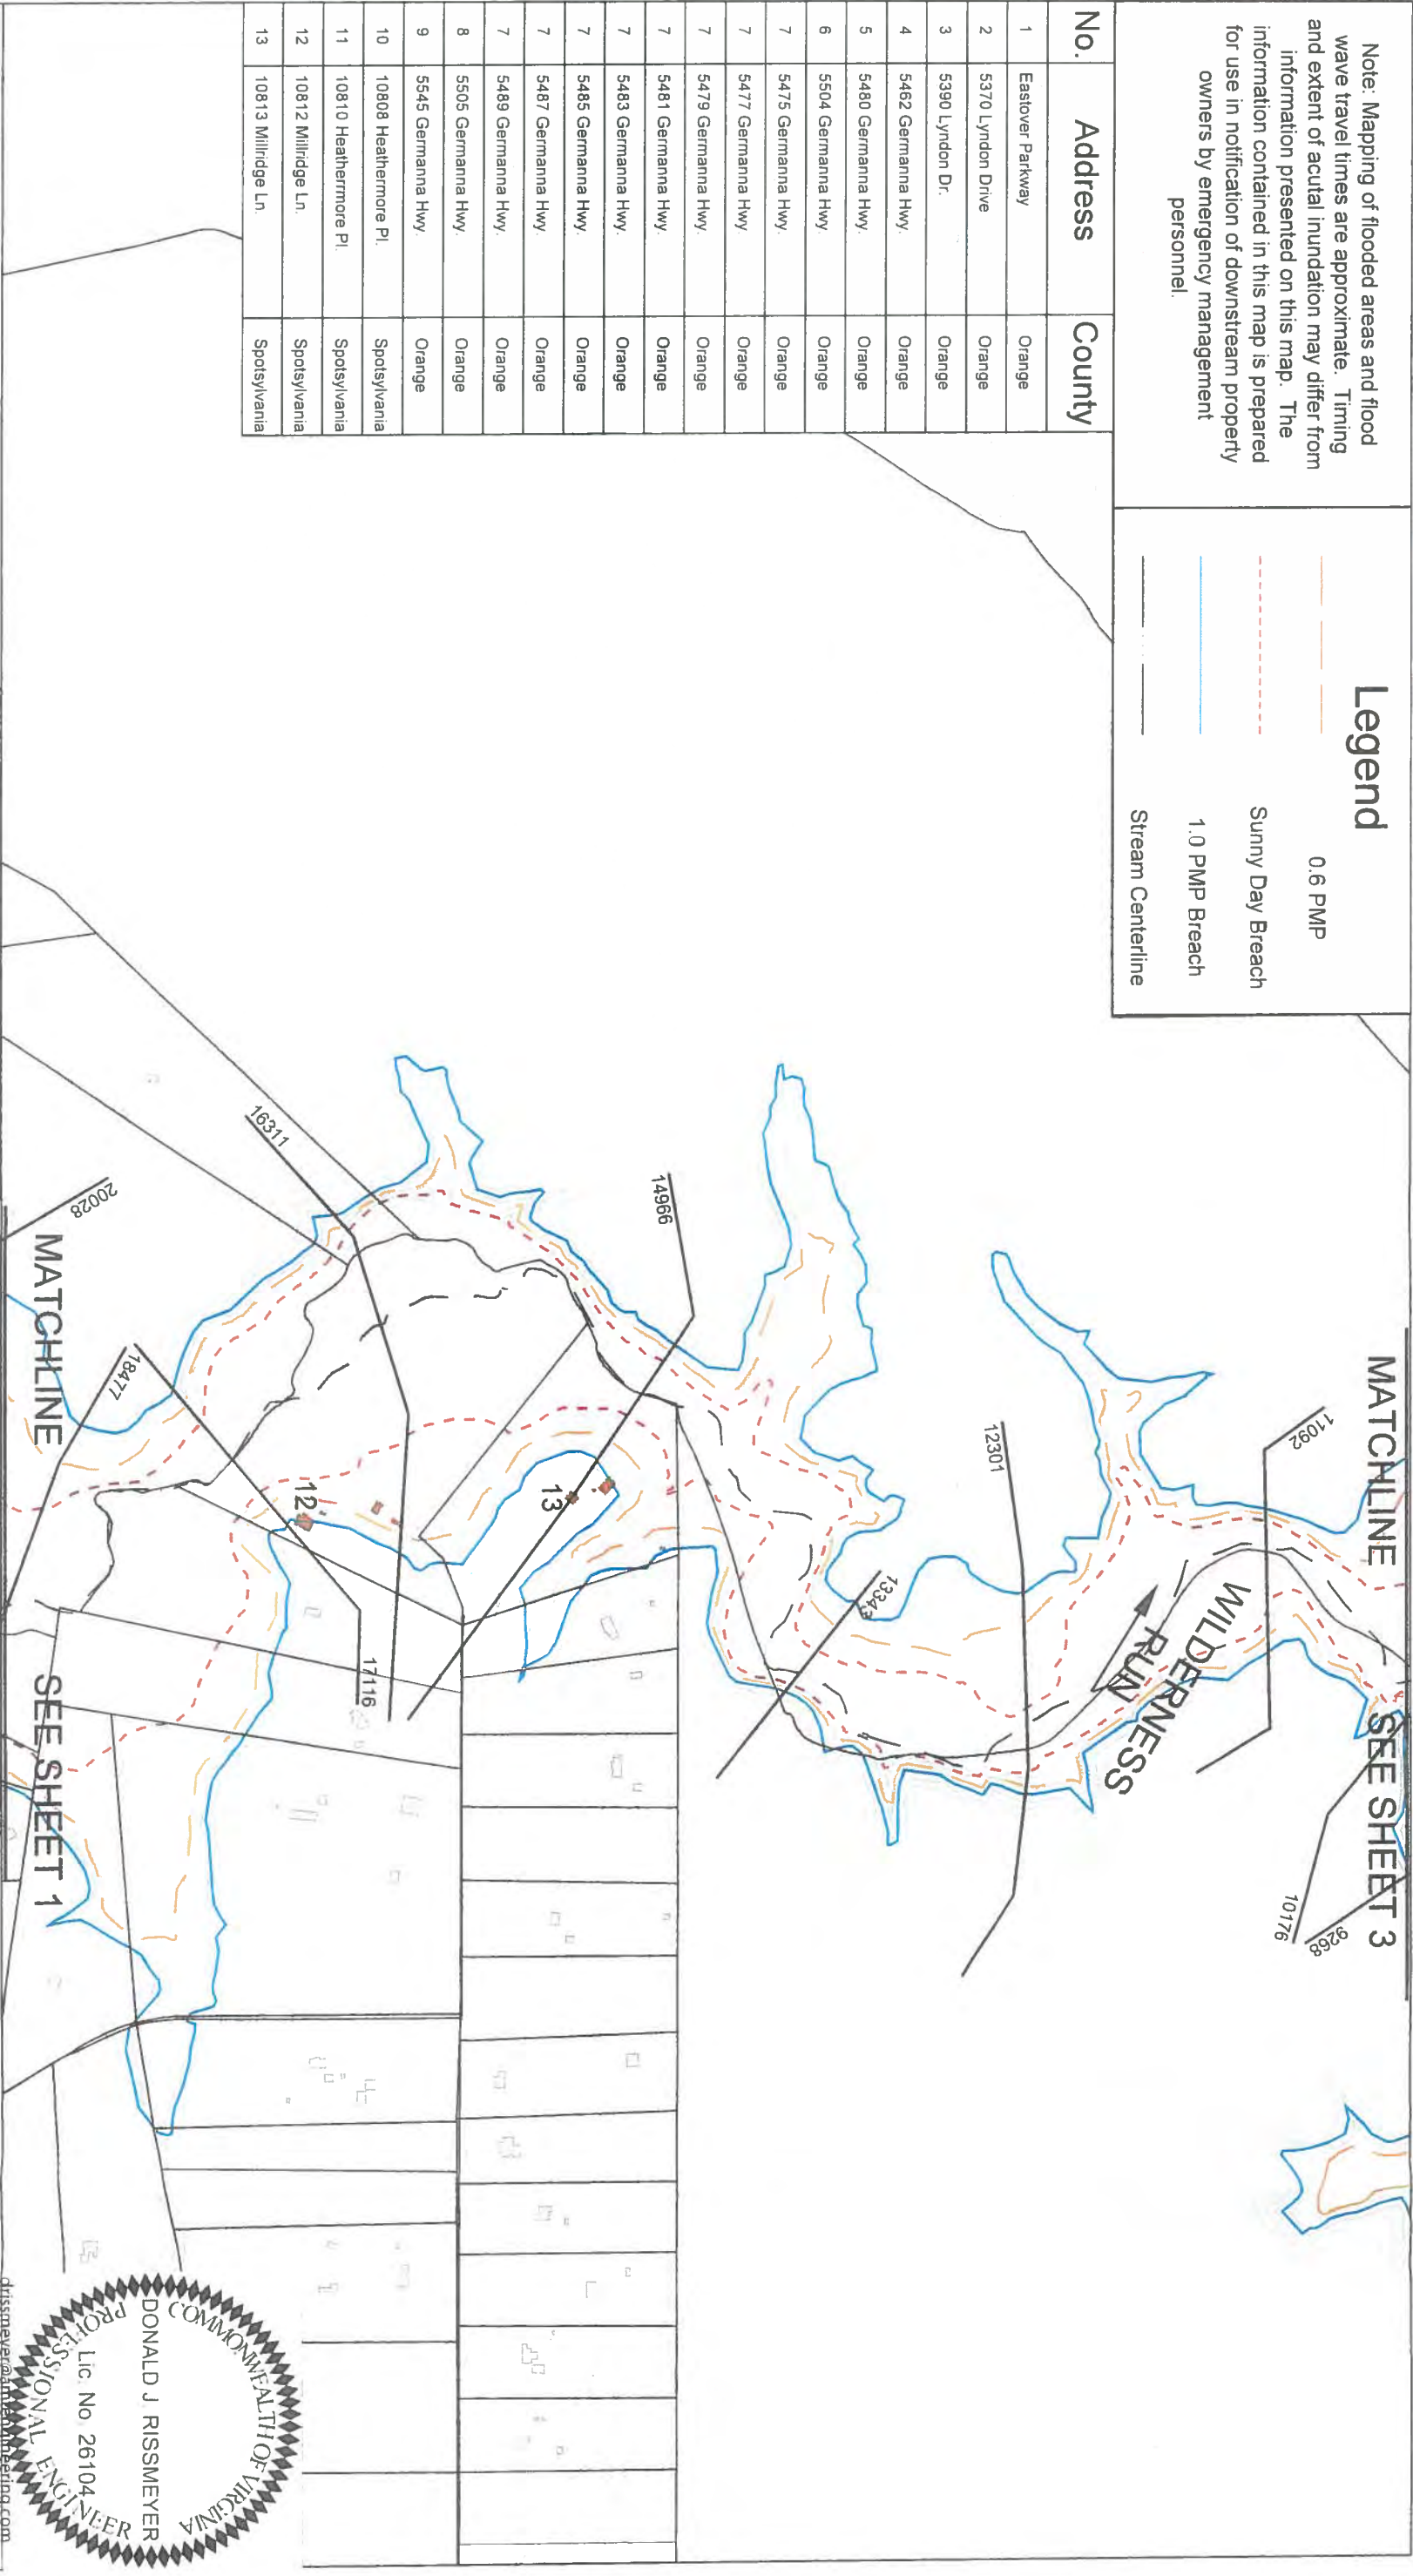 Note: Mapping of flooded areas and flood
wave travel times are approximate. Timing
and extent of acutal inundation may differ from
information presented on this map. The
information contained in this map is prepared
for use in notification of downstream property
owners by emergency management
personnel.
Legend
0.6 PMP
Sunny Day Breach
1.0 PMP Breach
Stream Centerline
No. Address County
1 Eastover Parkway Orange
2 5370 Lyndon Drive Orange
3 5390 Lyndon Dr. Orange
4 5462 Germanna Hwy. Orange
5 5480 Germanna Hwy. Orange
6 5504 Germanna Hwy. Orange
7 5475 Germanna Hwy. Orange
7 5477 Germanna Hwy. Orange
7 5479 Germanna Hwy. Orange
7 5481 Germanna Hwy. Orange
7 5483 Germanna Hwy. Orange
7 5485 Germanna Hwy. Orange
7 5487 Germanna Hwy. Orange
7 5489 Germanna Hwy. Orange
8 5505 Germanna Hwy. Orange
9 5545 Germanna Hwy. Orange
10 10808 Heathermore Pl. Spotsylvania
11 10810 Heathermore Pl. Spotsylvania
12 10812 Millridge Ln. Spotsylvania
13 10813 Millridge Ln. Spotsylvania
MATCHLINE SEE SHEET 3
11092
10176
9268
WILDERNESS
RUN
12301
13343
14966
13
16311
12
17116
18477
20028
MATCHLINE SEE SHEET 1
COMMONWEALTH OF VIRGINIA
DONALD J. RISSMEYER
Lic. No. 26104
PROFESSIONAL ENGINEER